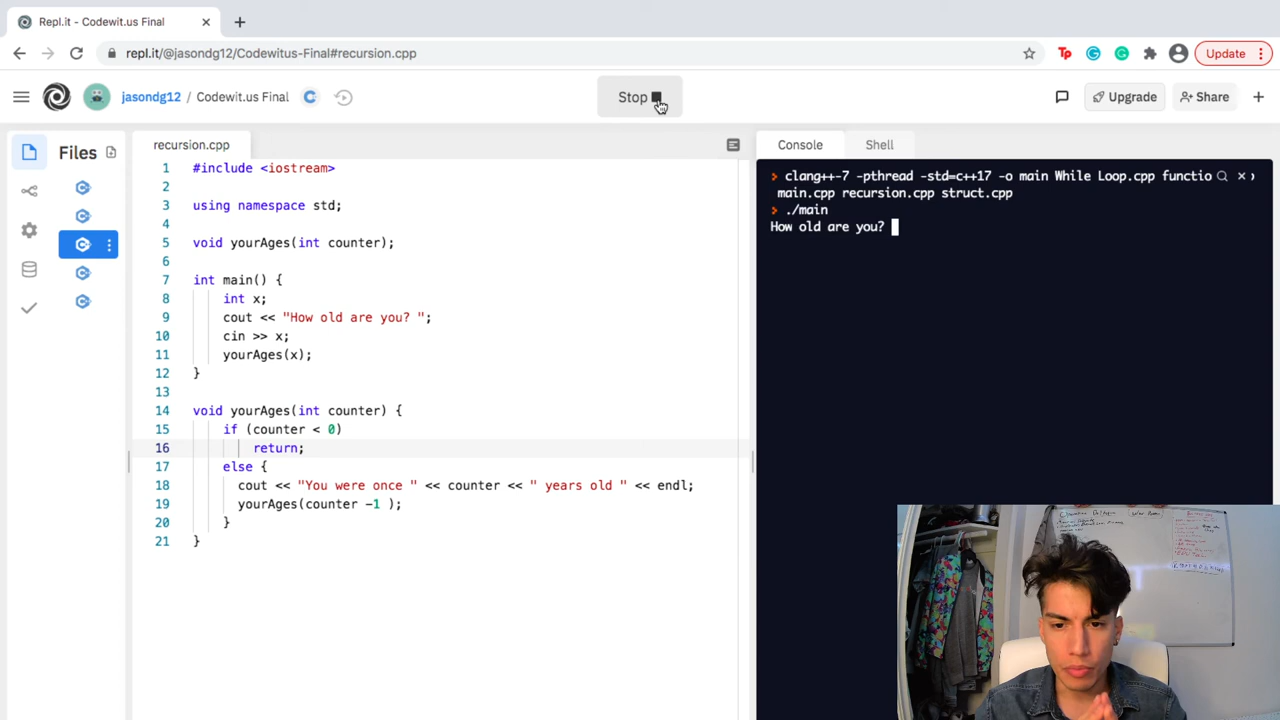 Repl.it - Codewit.us Final
repl.it/@jasondg12/Codewitus-Final#recursion.cpp
Update
jasondg12 / Codewit.us Final
Stop
Upgrade
Share
Files
recursion.cpp
Console
Shell
1 #include <iostream>
2
3 using namespace std;
4
5 void yourAges(int counter);
6
7 int main() {
8 int x;
9 cout << "How old are you? ";
10 cin >> x;
11 yourAges(x);
12 }
13
14 void yourAges(int counter) {
15 if (counter < 0)
16 return;
17 else {
18 cout << "You were once " << counter << " years old " << endl;
19 yourAges(counter -1 );
20 }
21 }
> clang++-7 -pthread -std=c++17 -o main While Loop.cpp functio
main.cpp recursion.cpp struct.cpp
> ./main
How old are you?